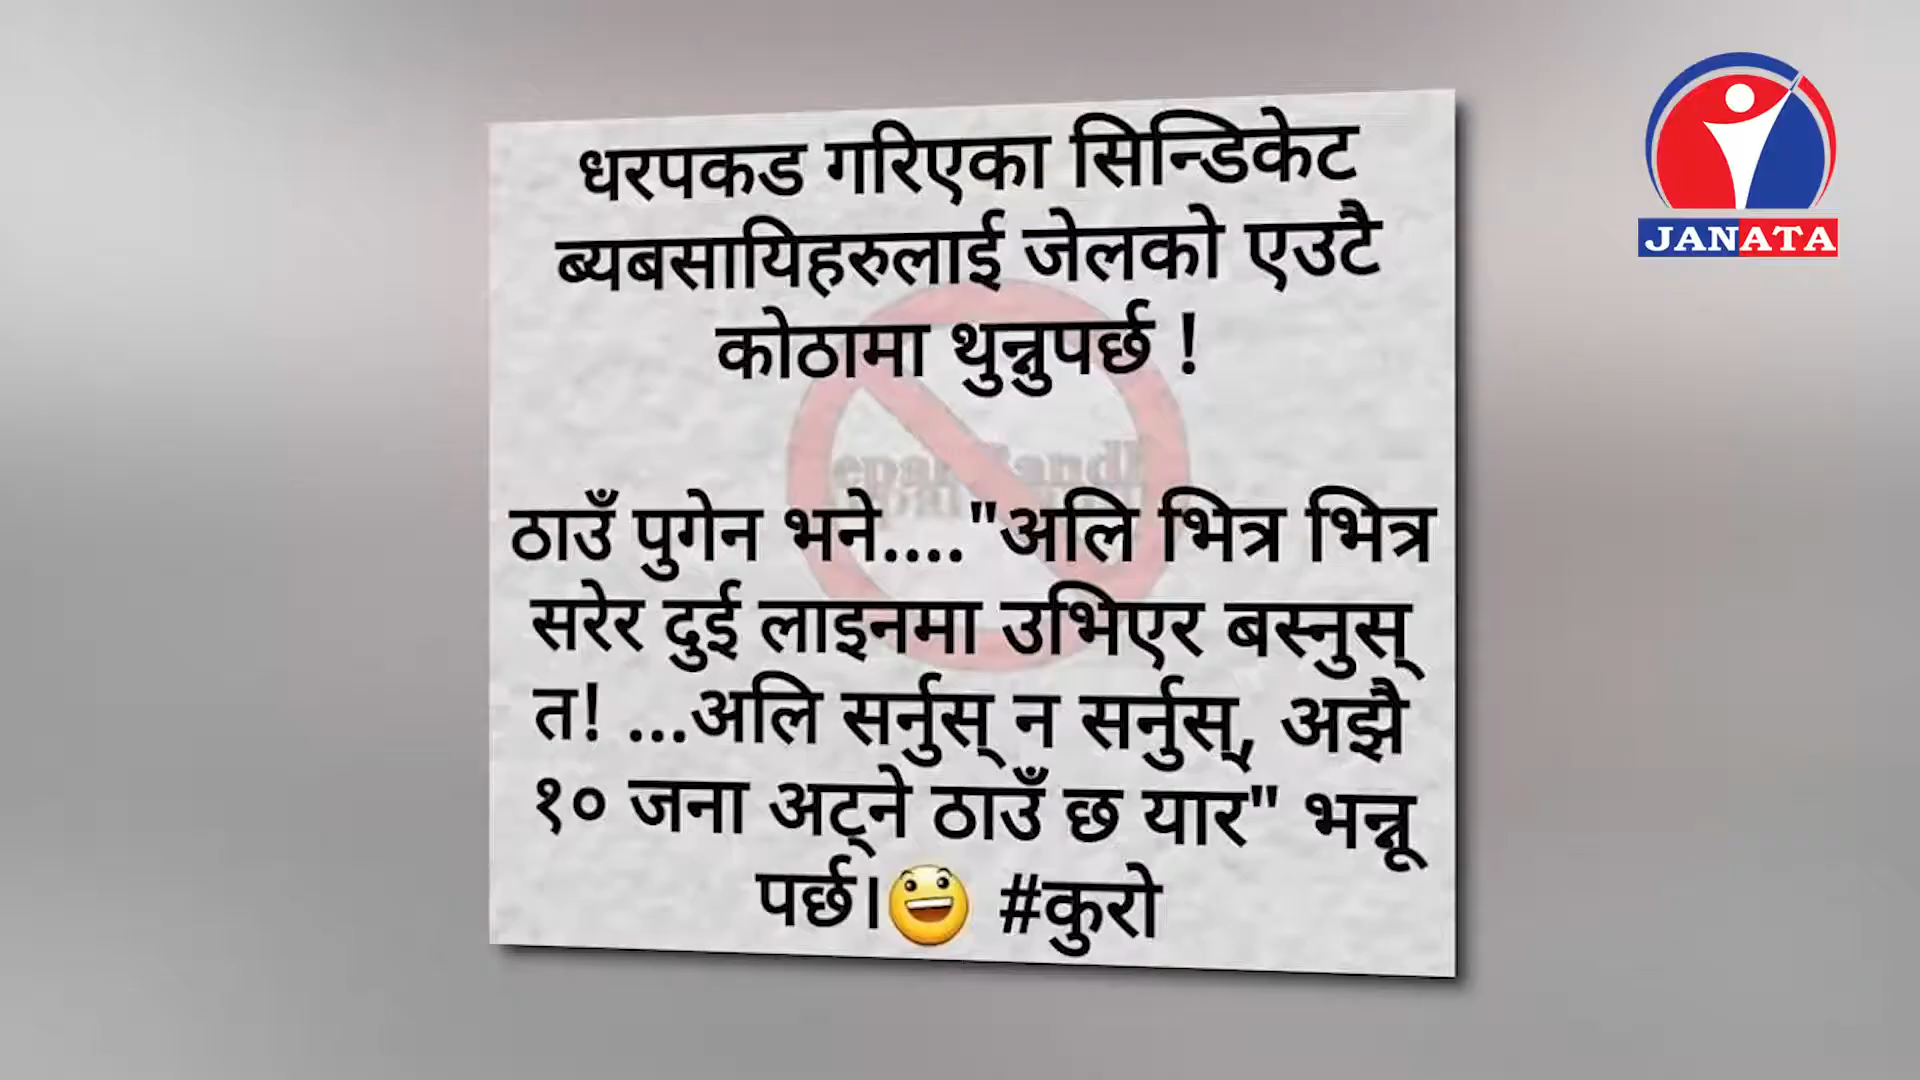 धरपकड गरिएका सिन्डिकेट
ब्यबसायिहरुलाई जेलको एउटै
कोठामा थुन्नुपर्छ !
ठाउँ पुगेन भने...."अलि भित्र भित्र
सरेर दुई लाइनमा उभिएर बस्नुस्
त! ...अलि सर्नुस् न सर्नुस्, अझै
१० जना अट्ने ठाउँ छ यार" भन्नू
पर्छ।😃 #कुरो
JANATA